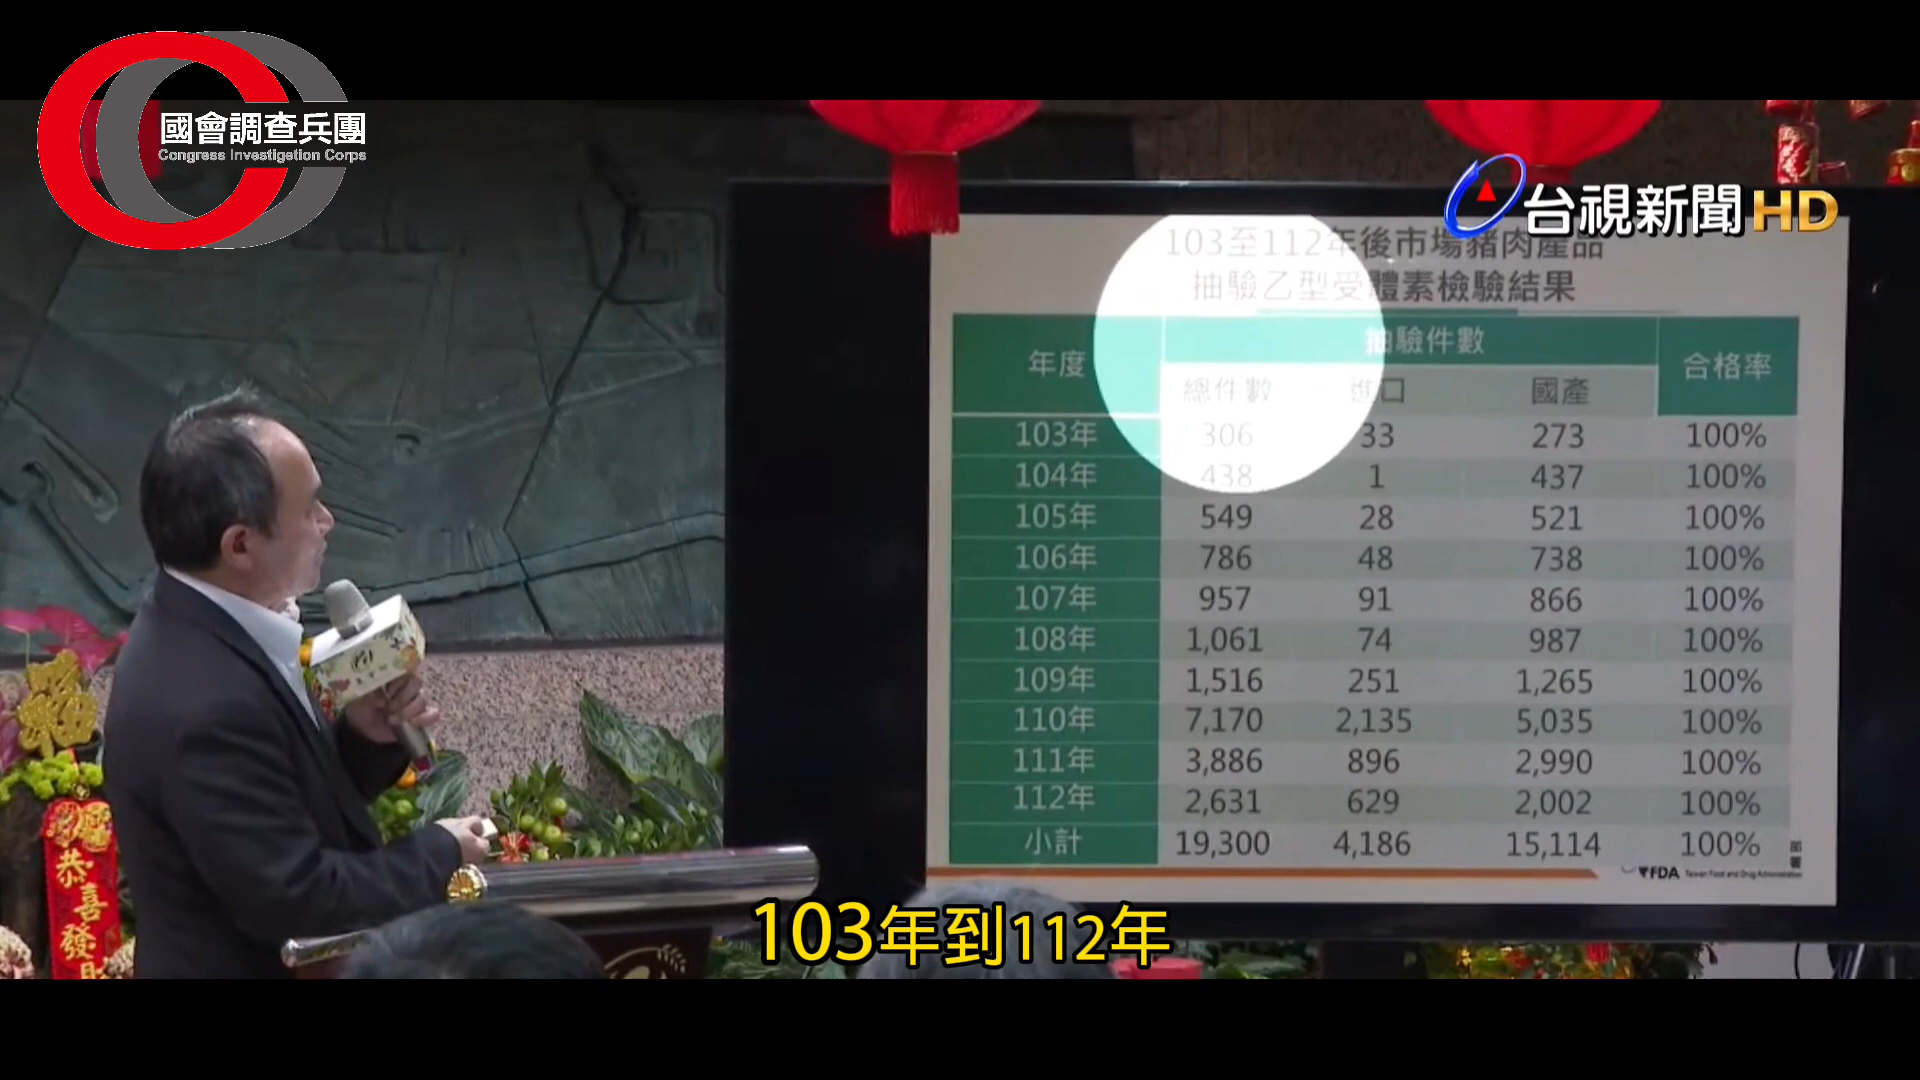 國會調查兵團
Congress Investigation Corps
台視新聞HD
103至112年後市場豬肉產品
抽驗乙型受體素檢驗結果
年度 抽驗件數 合格率
總件數 進口 國產
103年 306 33 273 100%
104年 438 1 437 100%
105年 549 28 521 100%
106年 786 48 738 100%
107年 957 91 866 100%
108年 1,061 74 987 100%
109年 1,516 251 1,265 100%
110年 7,170 2,135 5,035 100%
111年 3,886 896 2,990 100%
112年 2,631 629 2,002 100%
小計 19,300 4,186 15,114 100%
FDA Taiwan Food and Drug Administration
恭喜發財
103年到112年